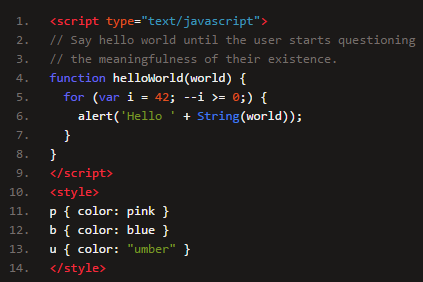 1. <script type="text/javascript">
2. // Say hello world until the user starts questioning
3. // the meaningfulness of their existence.
4. function helloWorld(world) {
5.   for (var i = 42; --i >= 0;) {
6.     alert('Hello ' + String(world));
7.   }
8. }
9. </script>
10. <style>
11. p { color: pink }
12. b { color: blue }
13. u { color: "umber" }
14. </style>